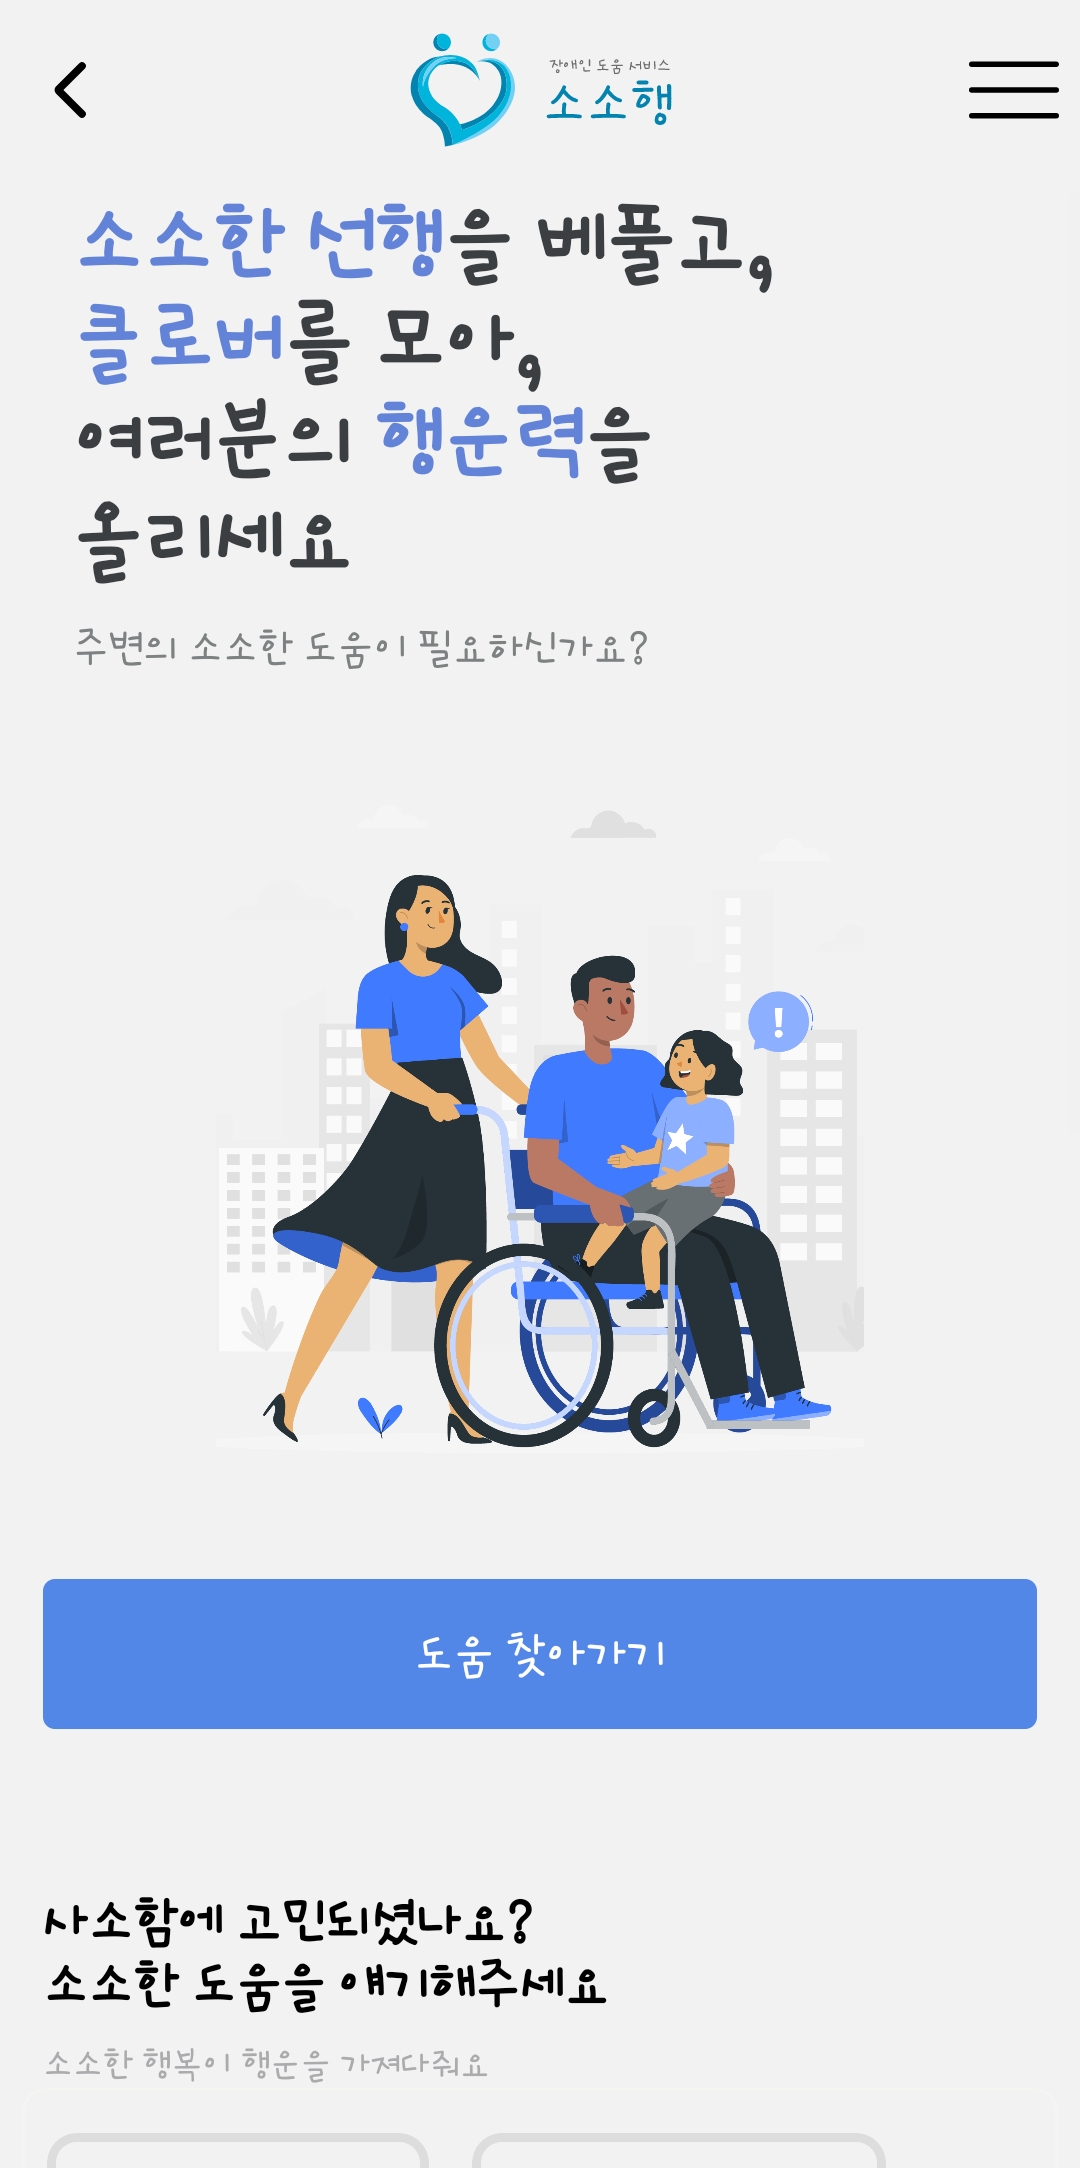 장애인 도움 서비스
소소행
소소한 선행을 베풀고,
클로버를 모아,
여러분의 행운력을
올리세요
주변의 소소한 도움이 필요하신가요?
!
도움 찾아가기
사소함에 고민되셨나요?
소소한 도움을 얘기해주세요
소소한 행복이 행운을 가져다줘요